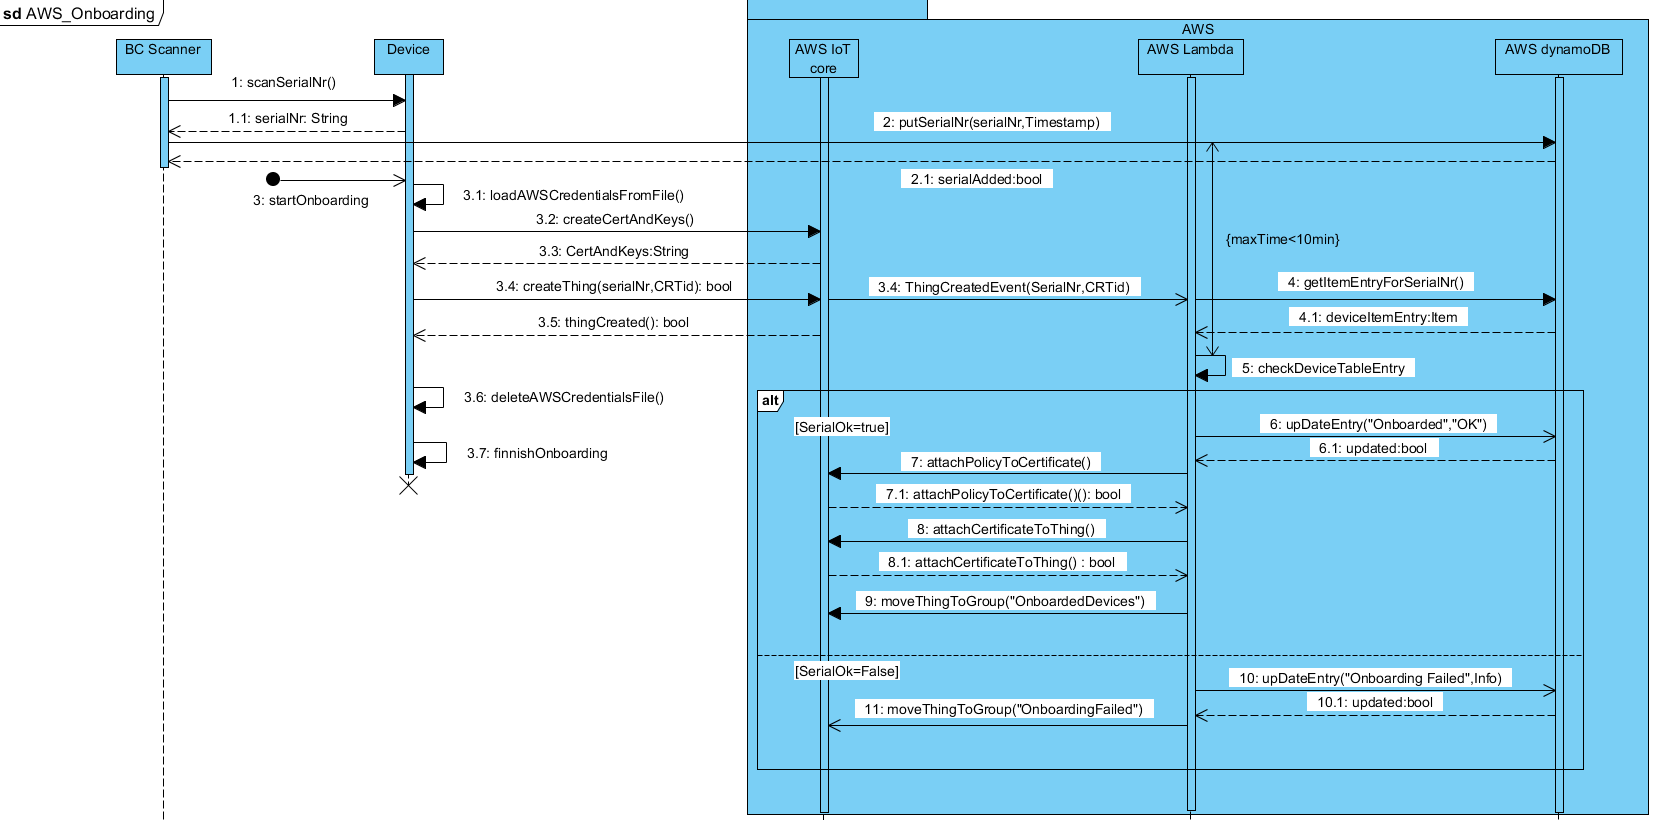 sd AWS_Onboarding
AWS
BC Scanner
Device
AWS IoT
core
AWS Lambda
AWS dynamoDB
1: scanSerialNr()
1.1: serialNr: String
2: putSerialNr(serialNr,Timestamp)
2.1: serialAdded:bool
3: startOnboarding
3.1: loadAWSCredentialsFromFile()
3.2: createCertAndKeys()
{maxTime<10min}
3.3: CertAndKeys:String
3.4: createThing(serialNr,CRTid): bool
3.4: ThingCreatedEvent(SerialNr,CRTid)
4: getItemEntryForSerialNr()
3.5: thingCreated(): bool
4.1: deviceItemEntry:Item
5: checkDeviceTableEntry
3.6: deleteAWSCredentialsFile()
alt
[SerialOk=true]
6: upDateEntry("Onboarded","OK")
6.1: updated:bool
3.7: finnishOnboarding
7: attachPolicyToCertificate()
7.1: attachPolicyToCertificate()(): bool
8: attachCertificateToThing()
8.1: attachCertificateToThing() : bool
9: moveThingToGroup("OnboardedDevices")
[SerialOk=False]
10: upDateEntry("Onboarding Failed",Info)
10.1: updated:bool
11: moveThingToGroup("OnboardingFailed")